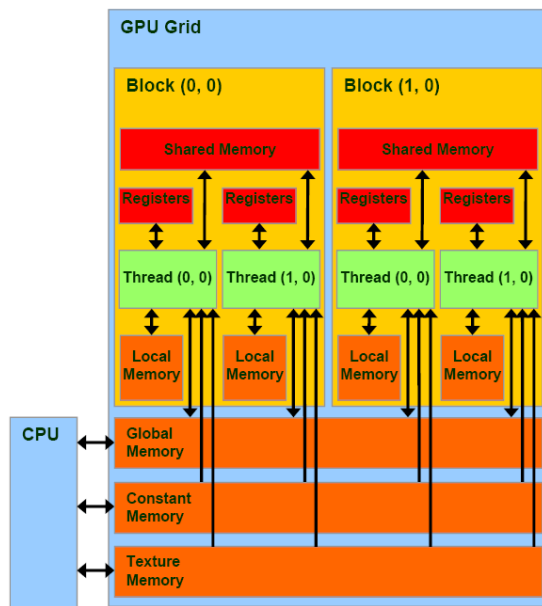 GPU Grid
Block (0, 0)
Block (1, 0)
Shared Memory
Shared Memory
Registers
Registers
Registers
Registers
Thread (0, 0)
Thread (1, 0)
Thread (0, 0)
Thread (1, 0)
Local
Memory
Local
Memory
Local
Memory
Local
Memory
CPU
Global
Memory
Constant
Memory
Texture
Memory